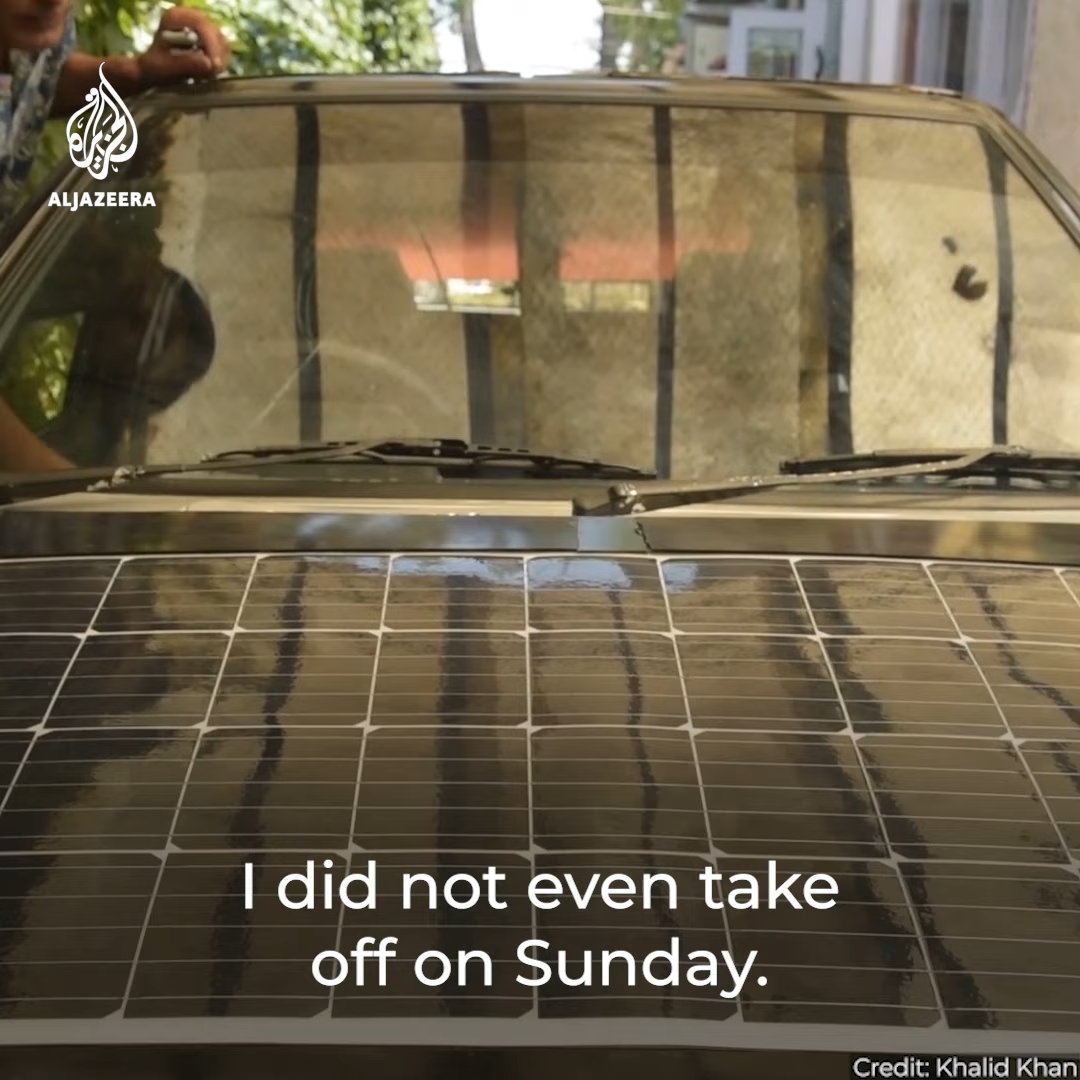 ALJAZEERA
I did not even take
off on Sunday.
Credit: Khalid Khan